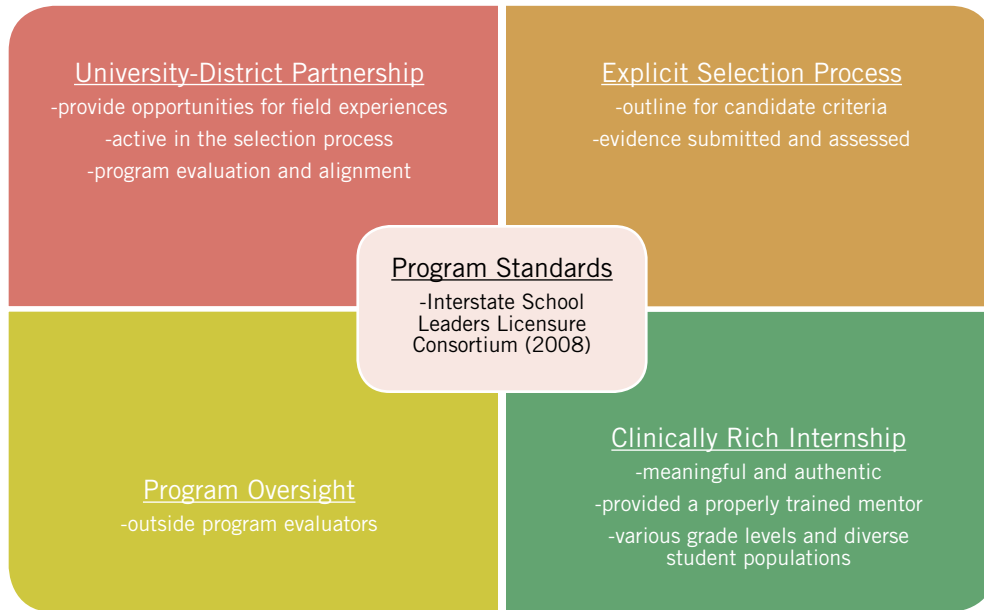 University-District Partnership
-provide opportunities for field experiences
-active in the selection process
-program evaluation and alignment
Explicit Selection Process
-outline for candidate criteria
-evidence submitted and assessed
Program Standards
-Interstate School
Leaders Licensure
Consortium (2008)
Program Oversight
-outside program evaluators
Clinically Rich Internship
-meaningful and authentic
-provided a properly trained mentor
-various grade levels and diverse
student populations